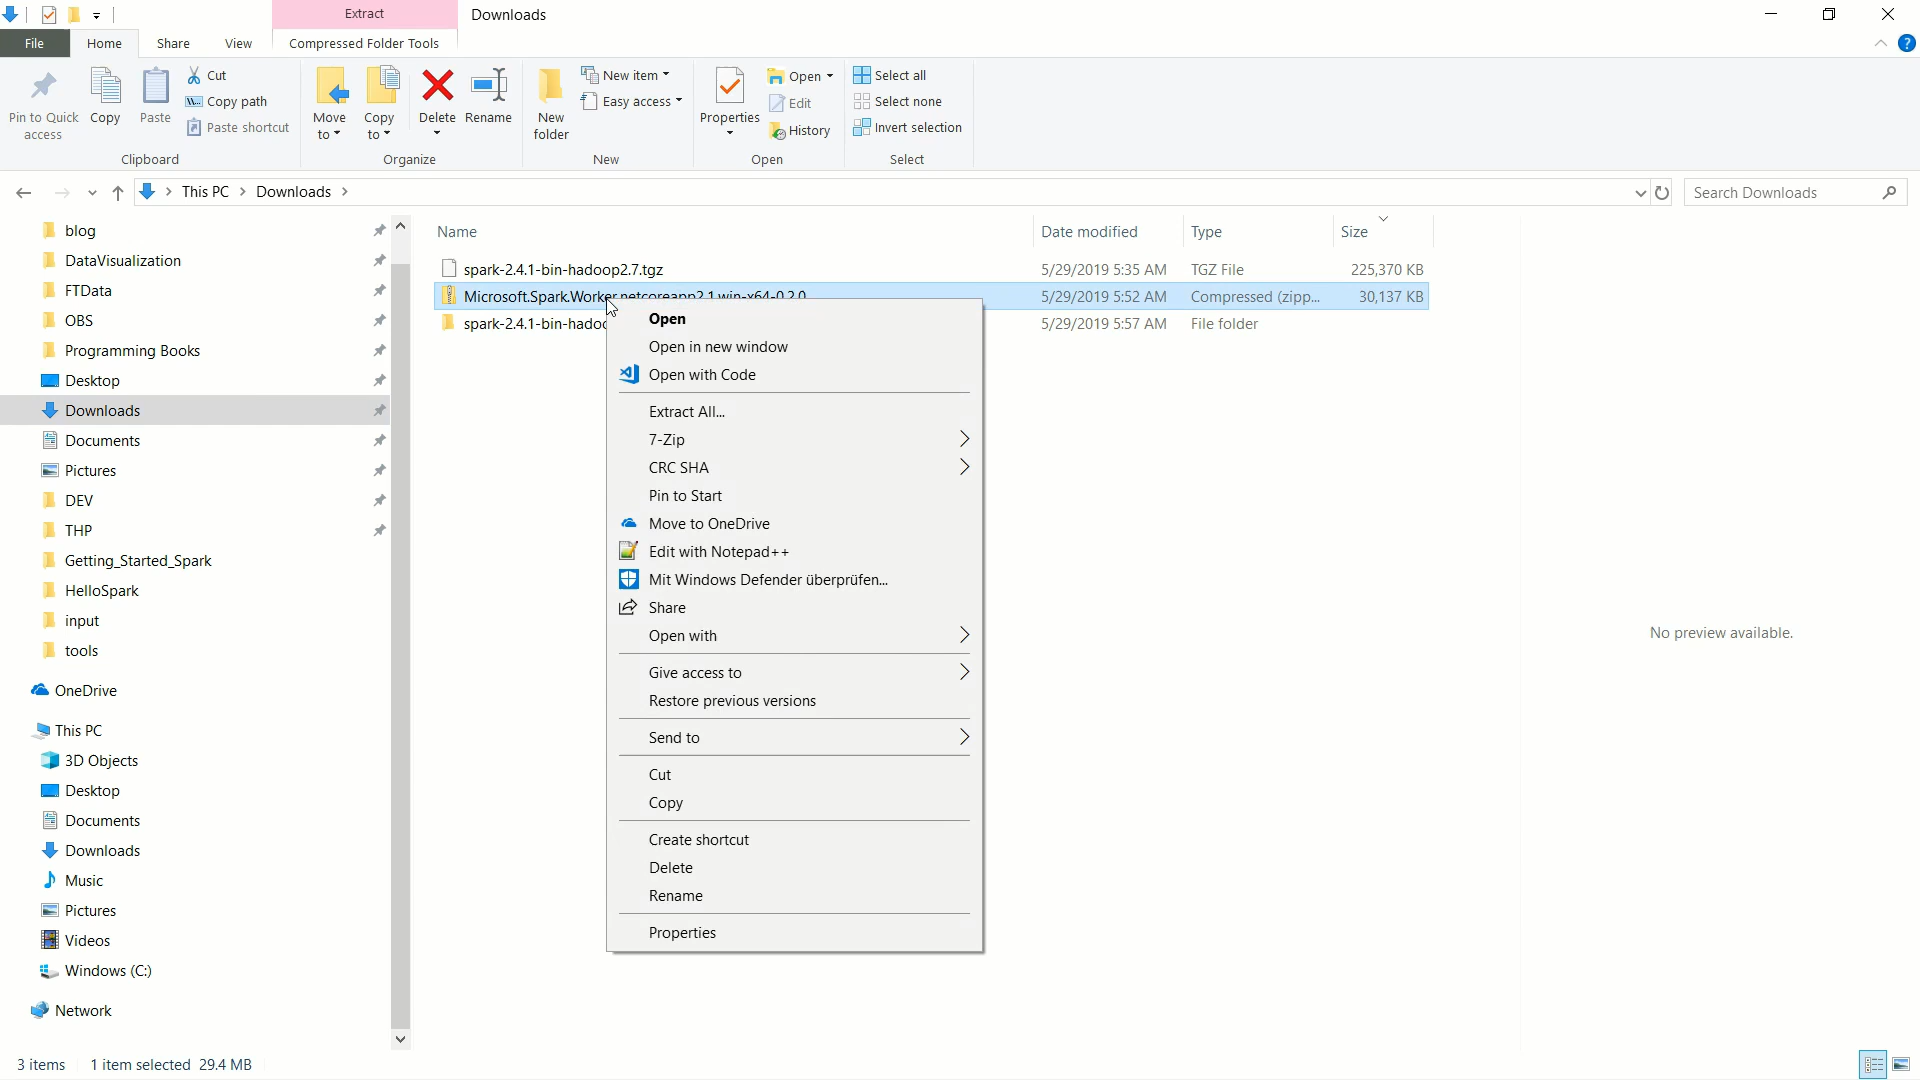 Extract
Downloads
File
Home
Share
View
Compressed Folder Tools
Pin to Quick access
Copy
Paste
Cut
Copy path
Paste shortcut
Clipboard
Move to
Copy to
Delete
Rename
Organize
New folder
New item
Easy access
New
Properties
Open
Edit
History
Open
Select all
Select none
Invert selection
Select
This PC
Downloads
Search Downloads
blog
DataVisualization
FTData
OBS
Programming Books
Desktop
Downloads
Documents
Pictures
DEV
THP
Getting_Started_Spark
HelloSpark
input
tools
OneDrive
This PC
3D Objects
Desktop
Documents
Downloads
Music
Pictures
Videos
Windows (C:)
Network
Name Date modified Type Size
spark-2.4.1-bin-hadoop2.7.tgz 5/29/2019 5:35 AM TGZ File 225,370 KB
Microsoft.Spark.Worker.netcoreapp2.1.win-x64-0.2.0 5/29/2019 5:52 AM Compressed (zipp... 30,137 KB
spark-2.4.1-bin-hado 5/29/2019 5:57 AM File folder
Open
Open in new window
Open with Code
Extract All...
7-Zip
CRC SHA
Pin to Start
Move to OneDrive
Edit with Notepad++
Mit Windows Defender überprüfen...
Share
Open with
Give access to
Restore previous versions
Send to
Cut
Copy
Create shortcut
Delete
Rename
Properties
No preview available.
3 items 1 item selected 29.4 MB